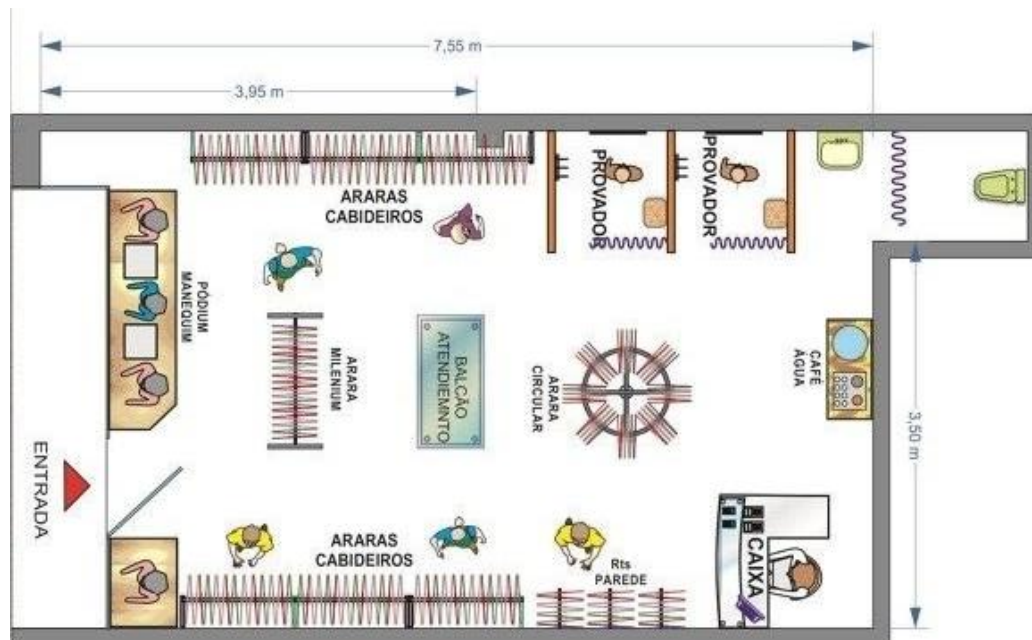 7,55 m
3,95 m
ARARAS
CABIDEIROS
PROVADOR
PROVADOR
PÓDIUM
MANEQUIM
ARARA
MILENIUM
BALCÃO
ATENDIEMNTO
ARARA
CIRCULAR
CAFÉ
ÁGUA
3,50 m
ENTRADA
ARARAS
CABIDEIROS
Rts
PAREDE
CAIXA